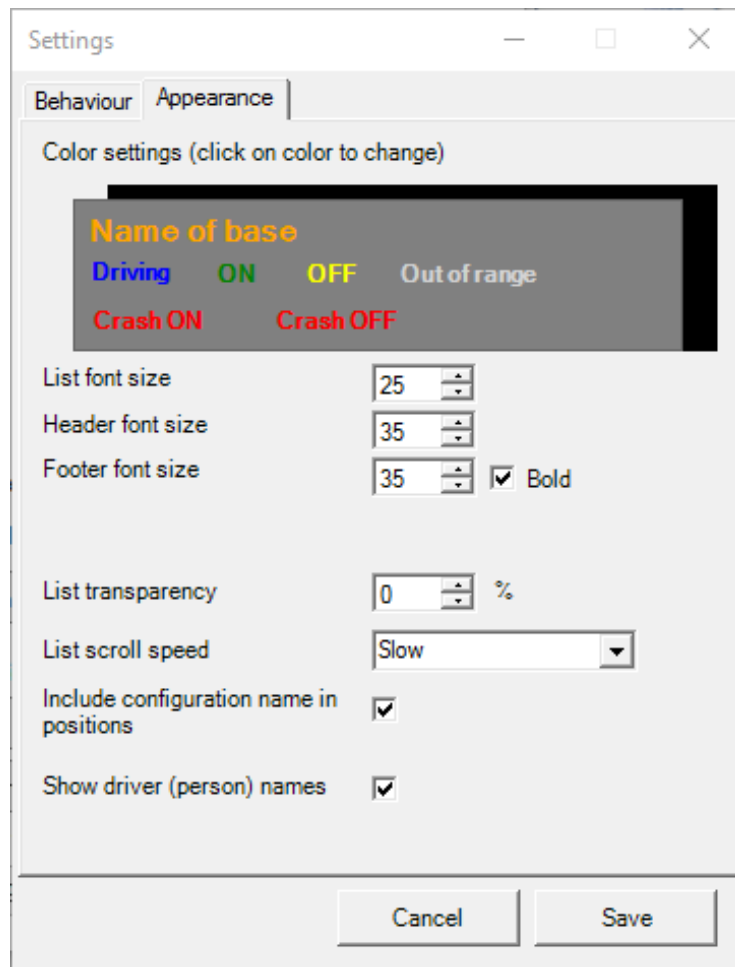 Settings
Behaviour Appearance
Color settings (click on color to change)
Name of base
Driving ON OFF Out of range
Crash ON Crash OFF
List font size 25
Header font size 35
Footer font size 35 Bold
List transparency 0 %
List scroll speed Slow
Include configuration name in
positions
Show driver (person) names
Cancel Save